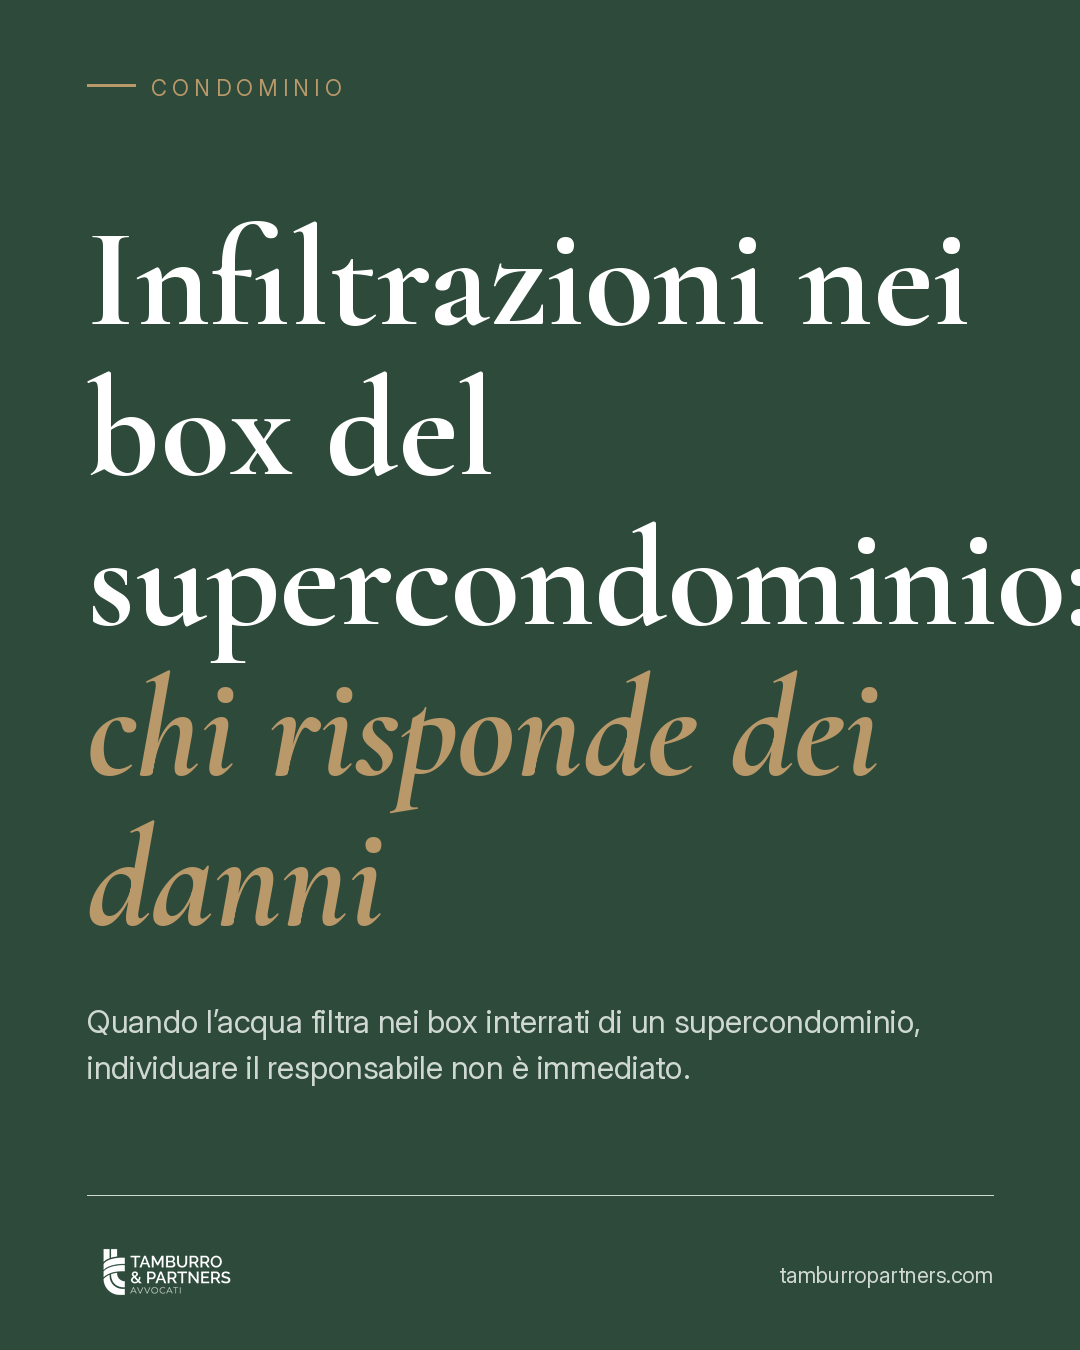 CONDOMINIO
Infiltrazioni nei
box del
supercondominio:
chi risponde dei
danni
Quando l’acqua filtra nei box interrati di un supercondominio,
individuare il responsabile non è immediato.
TAMBURRO
& PARTNERS
AVVOCATI
tamburropartners.com